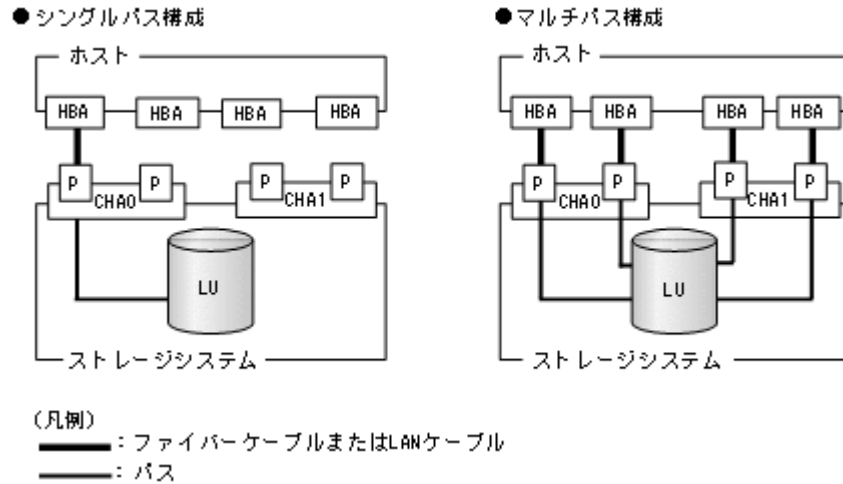 ●シングルパス構成
ホスト
HBA HBA HBA HBA
P P P P
CHA0 CHA1
LU
ストレージシステム
●マルチパス構成
ホスト
HBA HBA HBA HBA
P P P P
CHA0 CHA1
LU
ストレージシステム
(凡例)
：ファイバーケーブルまたはLANケーブル
：パス